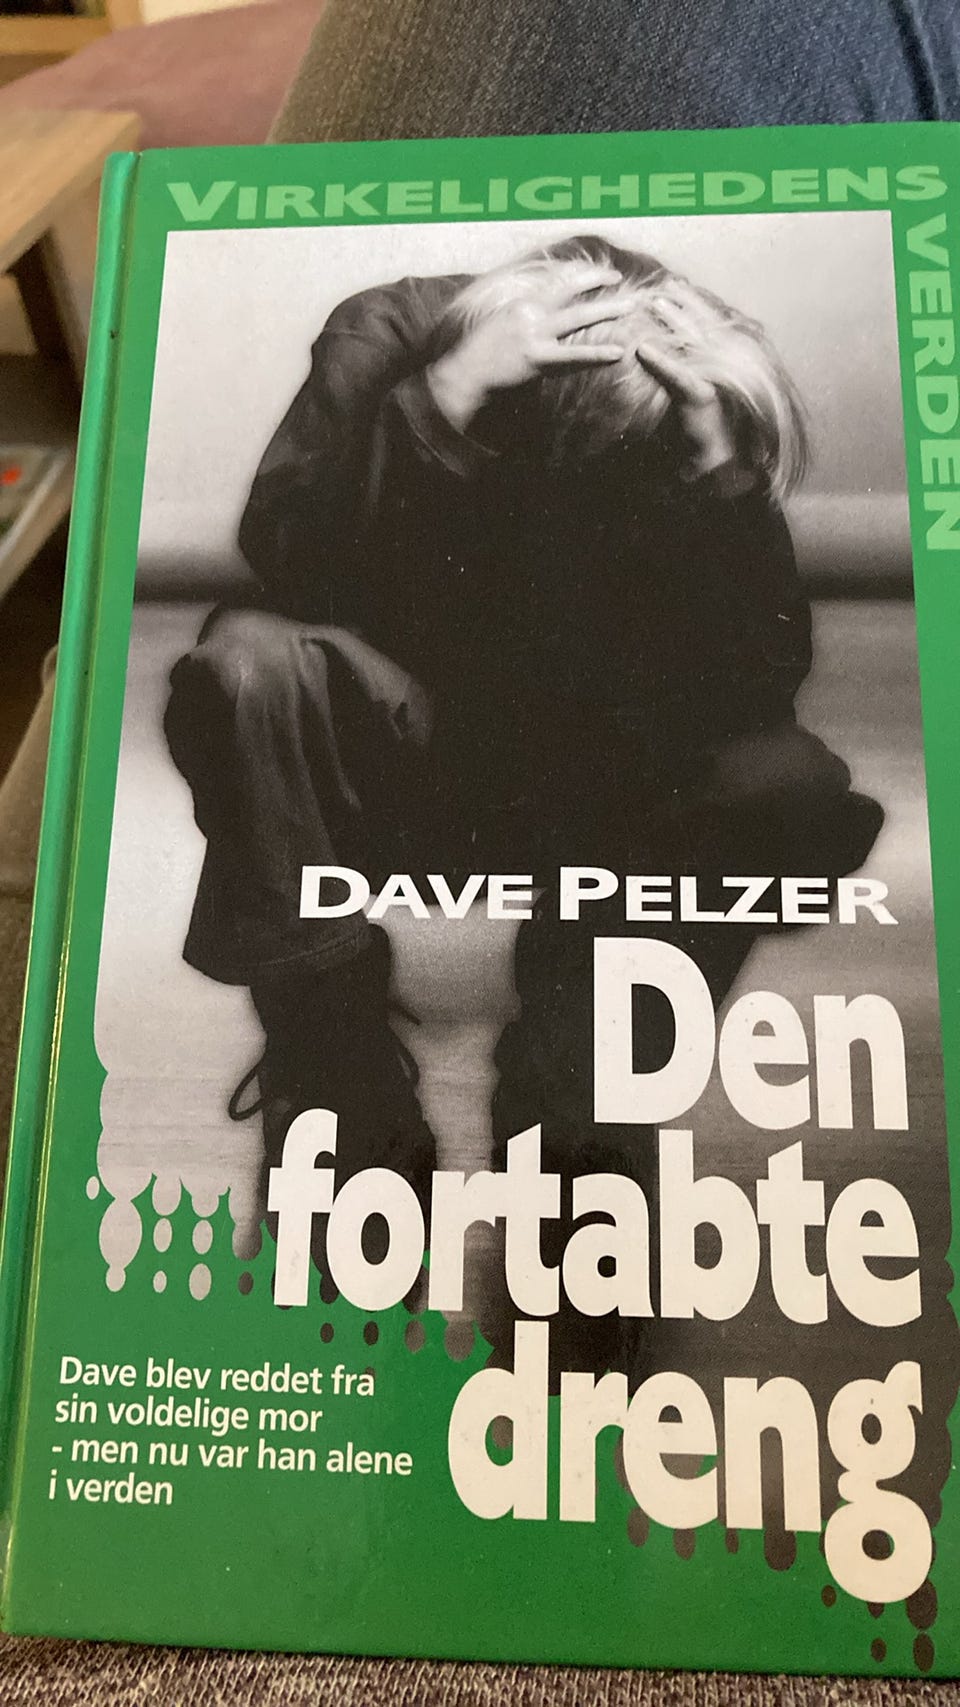 VIRKELIGHEDENS VERDEN
DAVE PELZER
Den
fortabte
dreng
Dave blev reddet fra
sin voldelige mor
- men nu var han alene
i verden